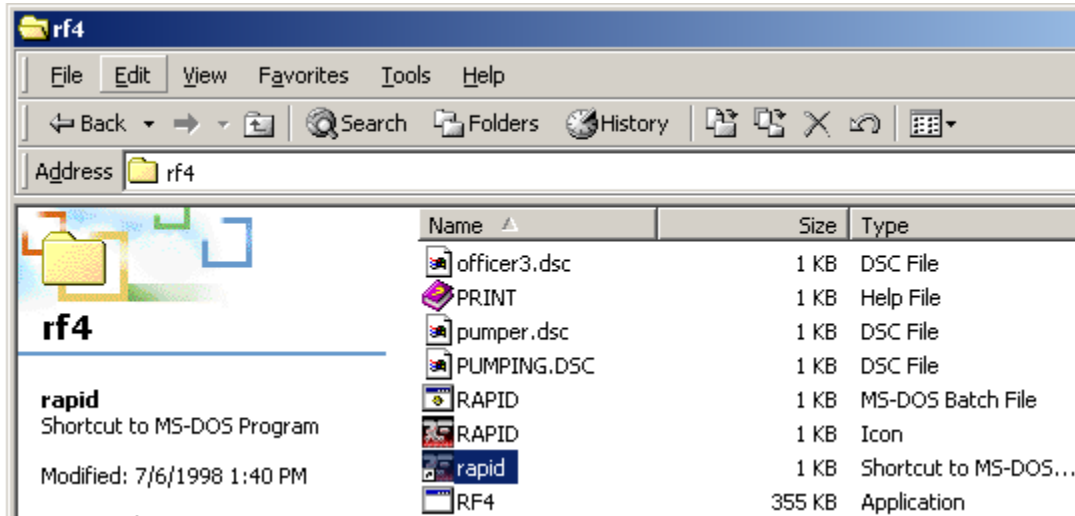 rf4
File Edit View Favorites Tools Help
Back Search Folders History
Address rf4
Name Size Type
officer3.dsc 1 KB DSC File
PRINT 1 KB Help File
pumper.dsc 1 KB DSC File
PUMPING.DSC 1 KB DSC File
RAPID 1 KB MS-DOS Batch File
RAPID 1 KB Icon
rapid 1 KB Shortcut to MS-DOS...
RF4 355 KB Application
rf4
rapid
Shortcut to MS-DOS Program
Modified: 7/6/1998 1:40 PM